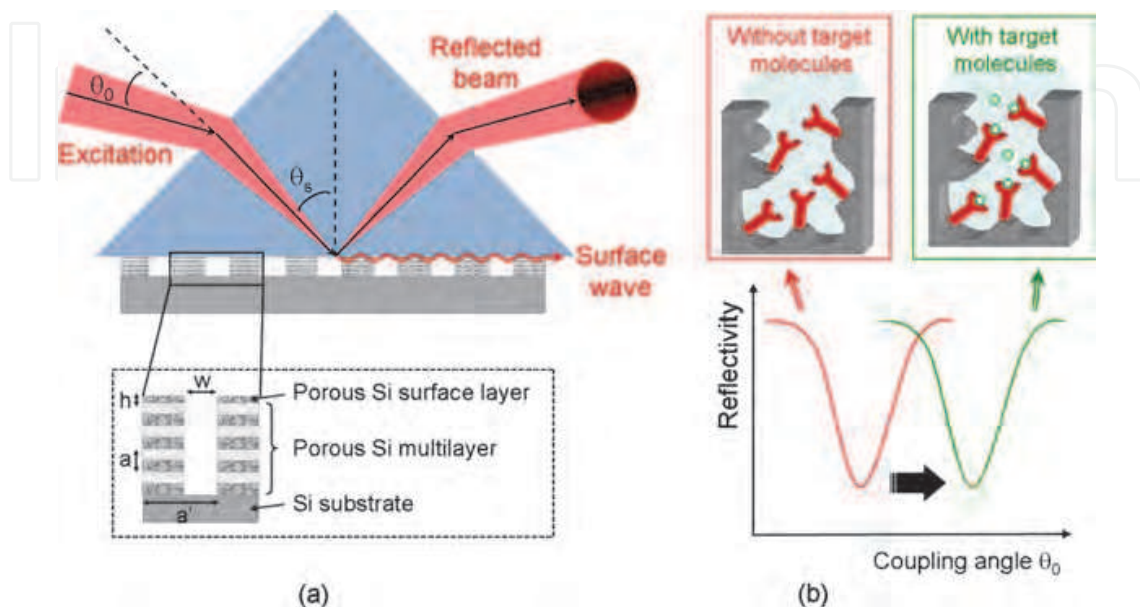 θ₀
Excitation
Reflected
beam
θₛ
Surface
wave
w
h
a
a'
Porous Si surface layer
Porous Si multilayer
Si substrate
(a)
Without target
molecules
With target
molecules
Reflectivity
Coupling angle θ₀
(b)